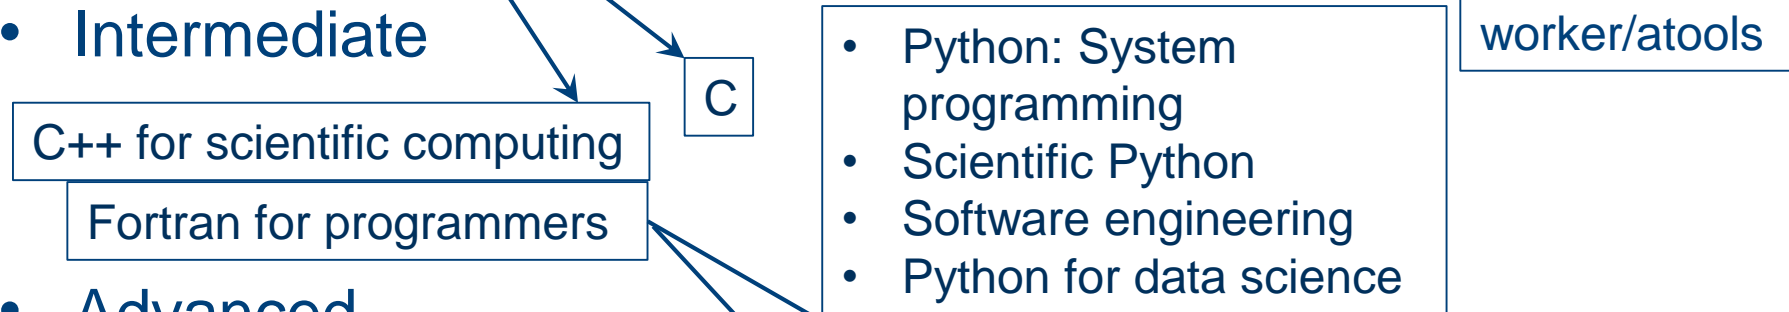 • Intermediate
C++ for scientific computing
Fortran for programmers
• Advanced
C
• Python: System
programming
• Scientific Python
• Software engineering
• Python for data science
worker/atools